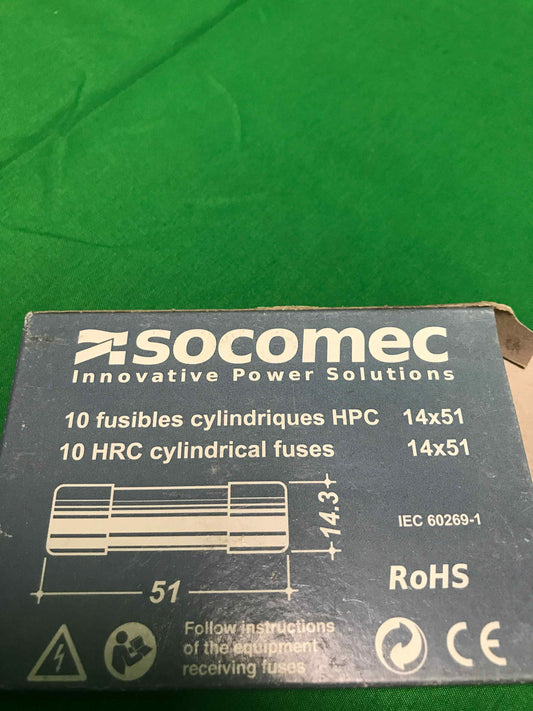 socomec
Innovative Power Solutions
10 fusibles cylindriques HPC 14x51
10 HRC cylindrical fuses 14x51
14.3
IEC 60269-1
51
RoHS
Follow instructions
of the equipment
receiving fuses
CE